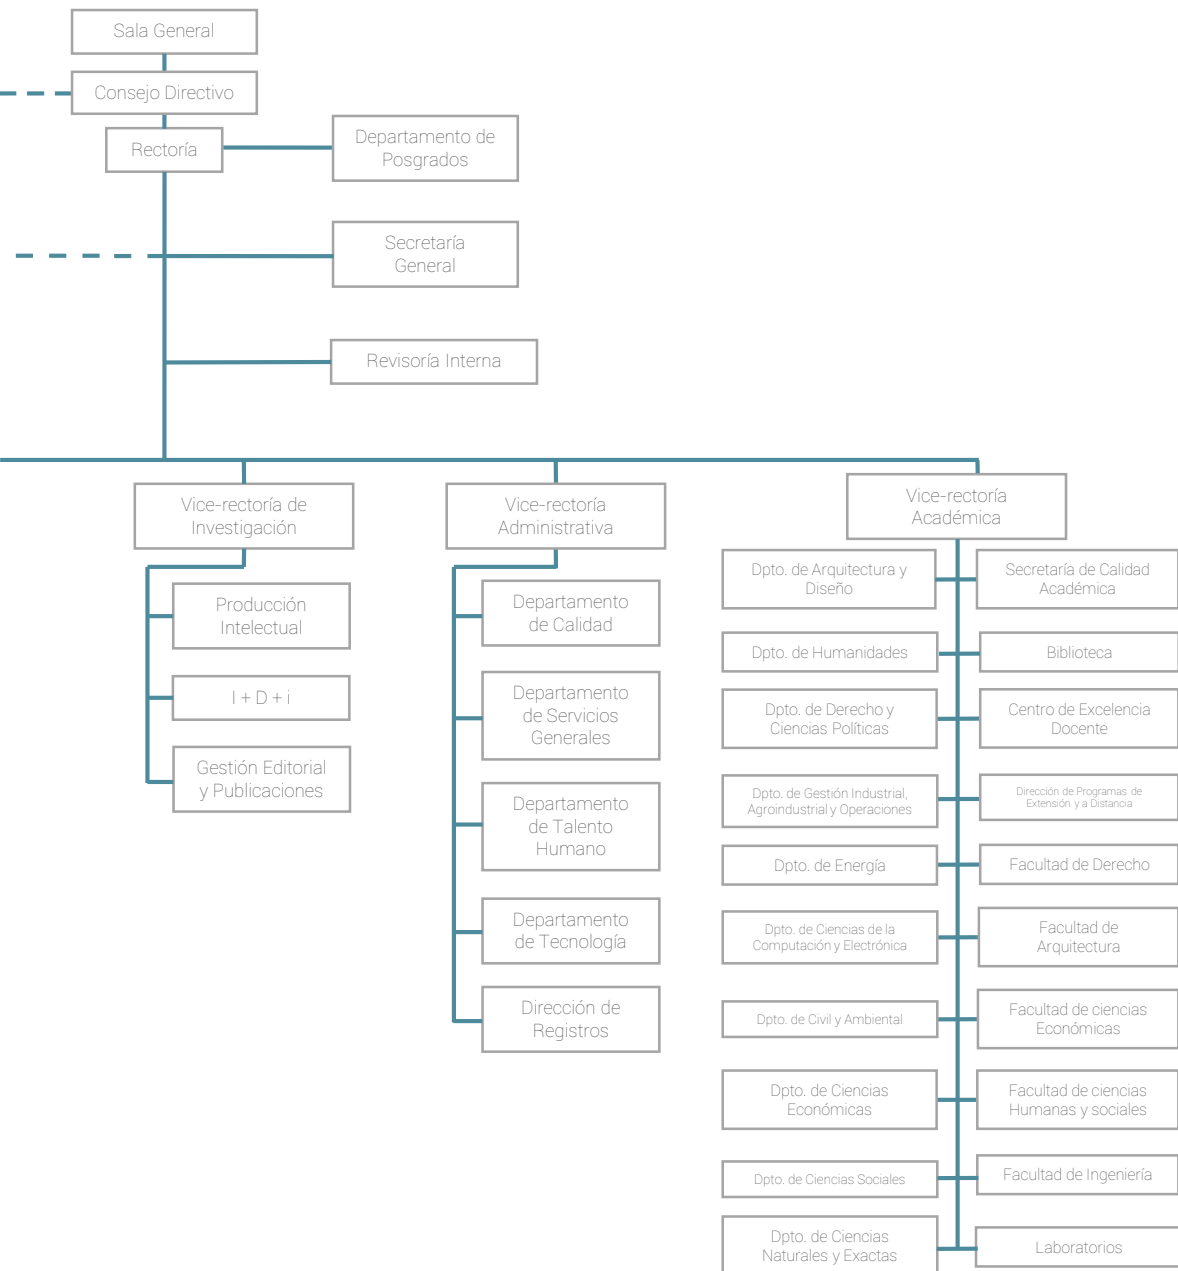 Sala General
Consejo Directivo
Rectoría
Departamento de
Posgrados
Secretaría
General
Revisoría Interna
Vice-rectoría de
Investigación
Producción
Intelectual
I + D + i
Gestión Editorial
y Publicaciones
Vice-rectoría
Administrativa
Departamento
de Calidad
Departamento
de Servicios
Generales
Departamento
de Talento
Humano
Departamento
de Tecnología
Dirección de
Registros
Vice-rectoría
Académica
Dpto. de Arquitectura y
Diseño
Dpto. de Humanidades
Dpto. de Derecho y
Ciencias Políticas
Dpto. de Gestión Industrial,
Agroindustrial y Operaciones
Dpto. de Energía
Dpto. de Ciencias de la
Computación y Electrónica
Dpto. de Civil y Ambiental
Dpto. de Ciencias
Económicas
Dpto. de Ciencias Sociales
Dpto. de Ciencias
Naturales y Exactas
Secretaría de Calidad
Académica
Biblioteca
Centro de Excelencia
Docente
Dirección de Programas de
Extensión y a Distancia
Facultad de Derecho
Facultad de
Arquitectura
Facultad de ciencias
Económicas
Facultad de ciencias
Humanas y sociales
Facultad de Ingeniería
Laboratorios